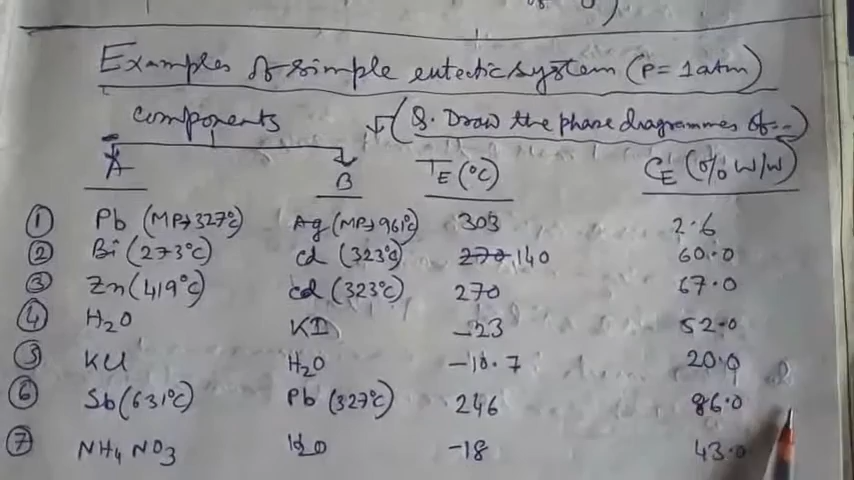 Examples of simple eutectic system (P = 1 atm)
components (Q. Draw the phase diagrammes of...)
A B TE (°C) CE (% w/w)
① Pb (MP→327°C) Ag (MP→961°C) 303 2.6
② Bi (273°C) cd (323°C) 270 140 60.0
③ Zn (419°C) cd (323°C) 270 67.0
④ H2O KI -23 52.0
⑤ KCl H2O -10.7 20.0
⑥ Sb (631°C) Pb (327°C) 246 86.0
⑦ NH4NO3 H2O -18 43.0